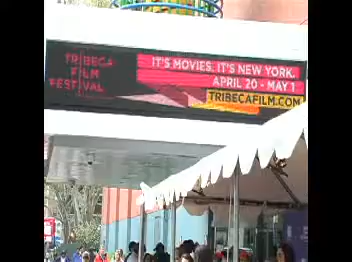 TRIBECA
FILM
FESTIVAL
IT'S MOVIES. IT'S NEW YORK.
APRIL 20 - MAY 1
TRIBECAFILM.COM